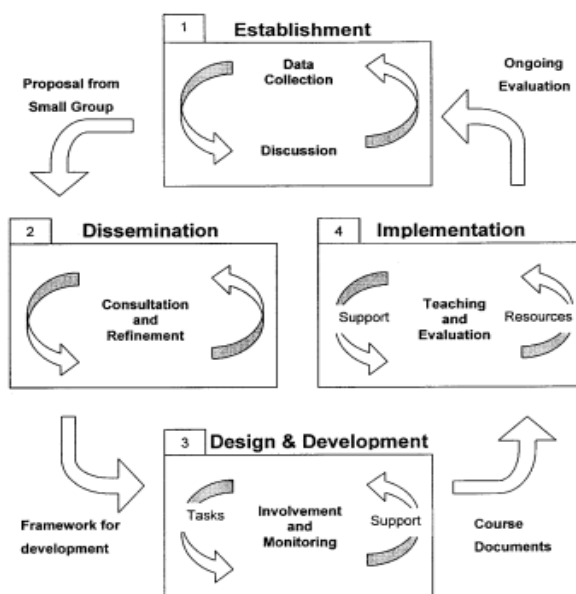 1
Establishment
Data
Collection
Discussion
Proposal from
Small Group
Ongoing
Evaluation
2
Dissemination
Consultation
and
Refinement
4
Implementation
Support
Teaching
and
Evaluation
Resources
3
Design & Development
Tasks
Involvement
and
Monitoring
Support
Framework for
development
Course
Documents